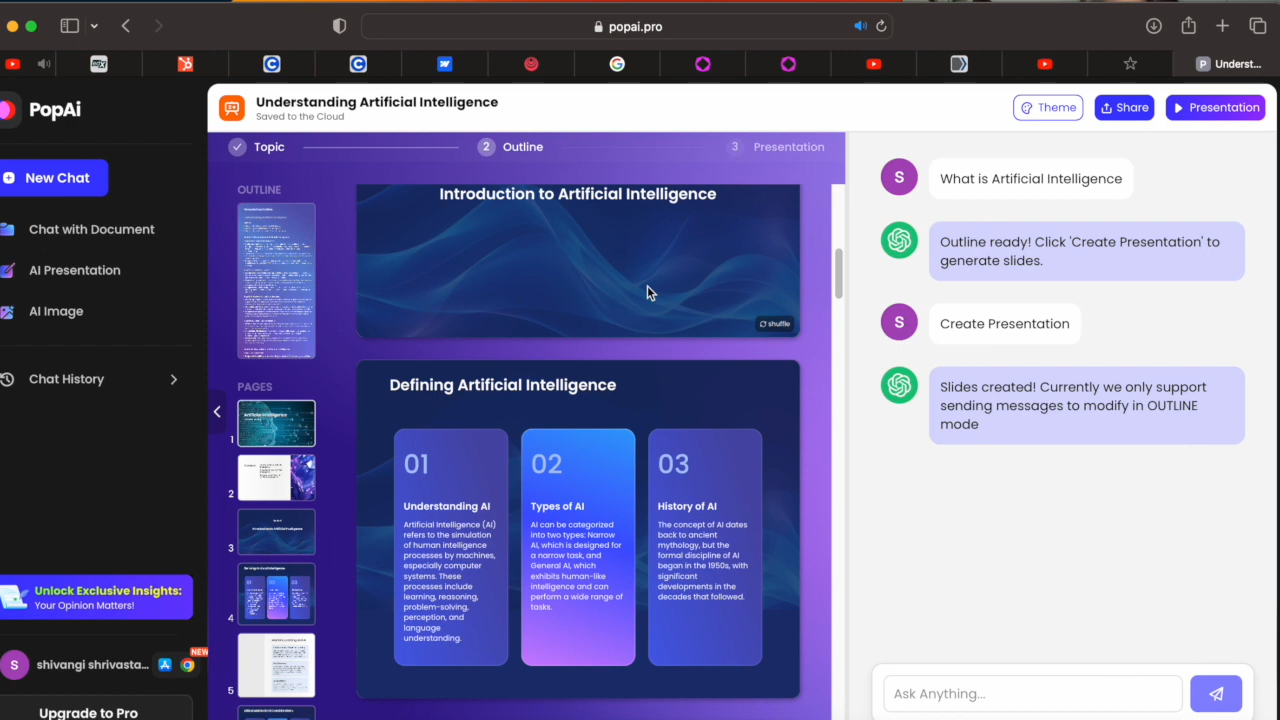 popai.pro
Underst...
PopAi
New Chat
Chat with Document
AI Presentation
AI Image
Chat History
Unlock Exclusive Insights:
Your Opinion Matters!
NEW
S
shivangi shrivasta...
Upgrade to Pro
Understanding Artificial Intelligence
Saved to the Cloud
Theme
Share
Presentation
Topic
2
Outline
3
Presentation
OUTLINE
PAGES
1
2
3
4
5
Introduction to Artificial Intelligence
shuffle
Defining Artificial Intelligence
01
Understanding AI
Artificial Intelligence (AI)
refers to the simulation
of human intelligence
processes by machines,
especially computer
systems. These
processes include
learning, reasoning,
problem-solving,
perception, and
language
understanding.
02
Types of AI
AI can be categorized
into two types: Narrow
AI, which is designed for
a narrow task, and
General AI, which
exhibits human-like
intelligence and can
perform a wide range of
tasks.
03
History of AI
The concept of AI dates
back to ancient
mythology, but the
formal discipline of AI
began in the 1950s, with
significant
developments in the
decades that followed.
S
What is Artificial Intelligence
ready! Click 'Create Presentation' to
generate slides.
S
Create Presentation
Slides created! Currently we only support
messages to modify in OUTLINE
mode
Ask Anything...